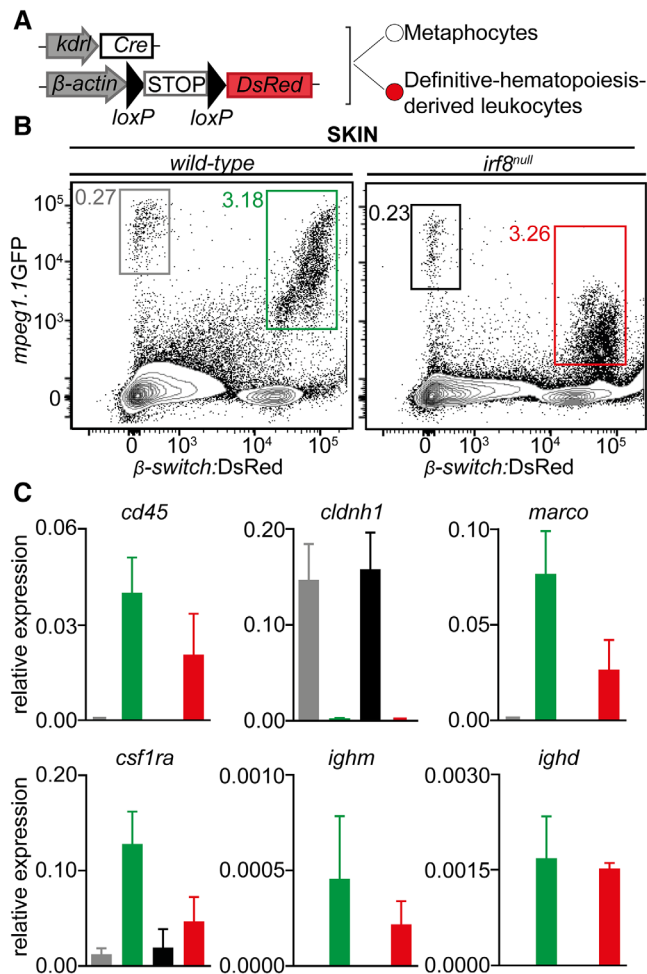 A
kdrl Cre
β-actin STOP DsRed
loxP loxP
Metaphocytes
Definitive-hematopoiesis-
derived leukocytes
B
SKIN
wild-type irf8null
0.27 3.18
0.23 3.26
mpeg1.1GFP
10⁵
10⁴
10³
0
0 10³ 10⁴ 10⁵
0 10³ 10⁴ 10⁵
β-switch:DsRed β-switch:DsRed
C
cd45 cldnh1 marco
relative expression
0.06
0.03
0.00
0.20
0.10
0.00
0.10
0.05
0.00
csf1ra ighm ighd
relative expression
0.20
0.10
0.00
0.0010
0.0005
0.0000
0.0030
0.0015
0.0000